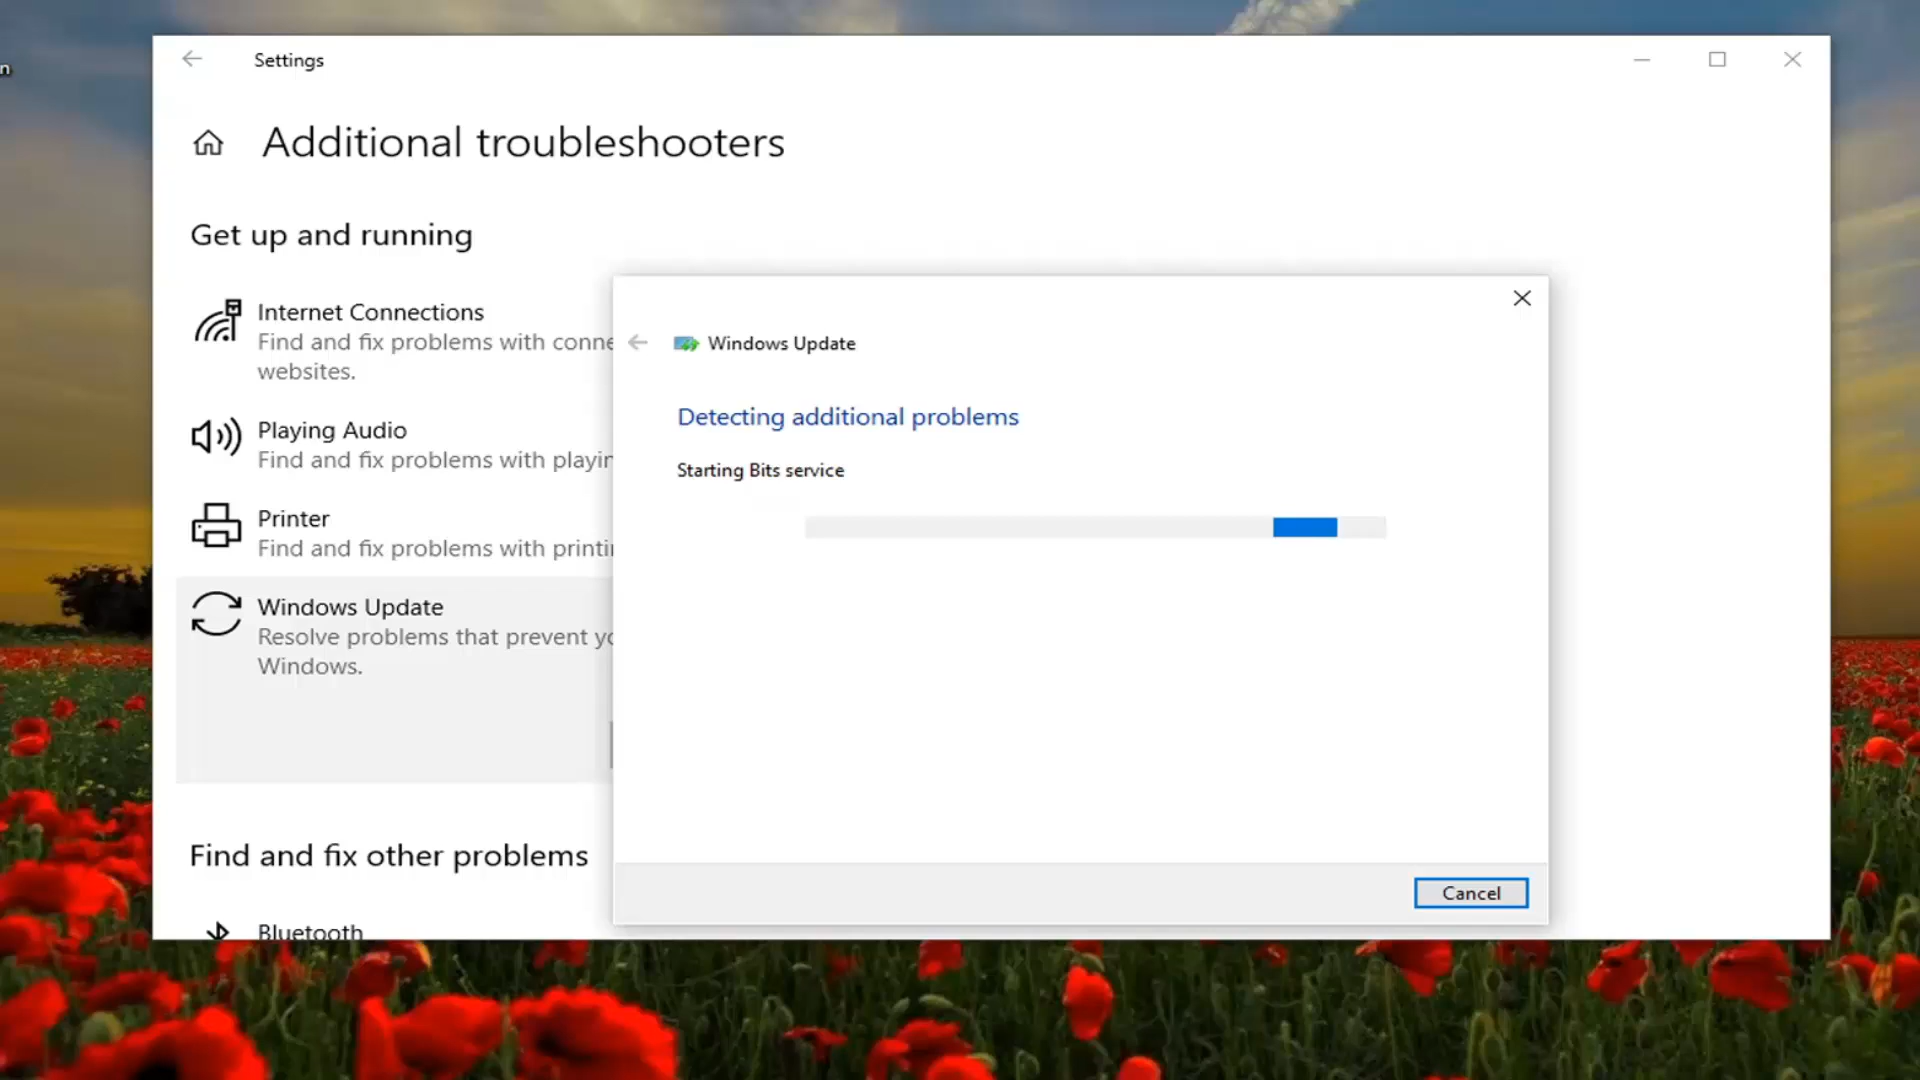 n
Settings
Additional troubleshooters
Get up and running
Internet Connections
Find and fix problems with conne
websites.
Playing Audio
Find and fix problems with playin
Printer
Find and fix problems with printi
Windows Update
Resolve problems that prevent yo
Windows.
Find and fix other problems
Bluetooth
Windows Update
Detecting additional problems
Starting Bits service
Cancel